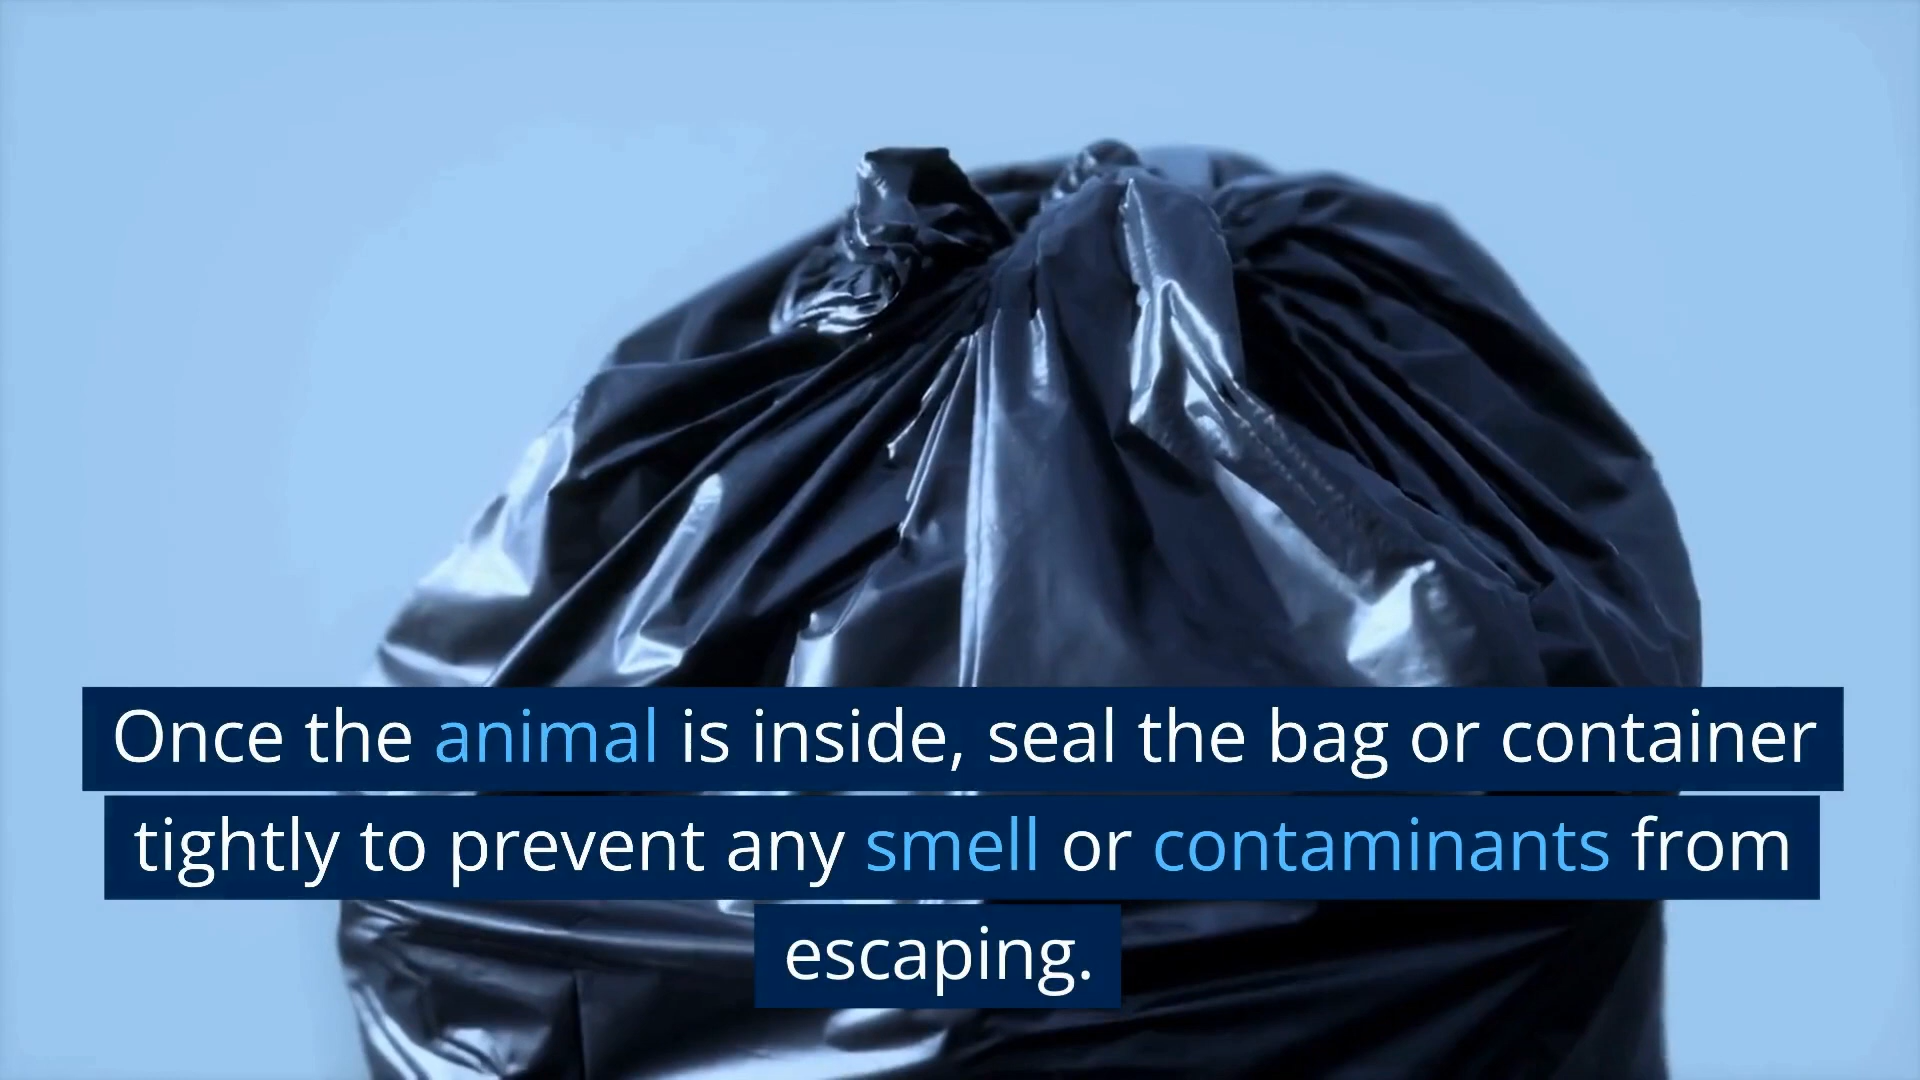 Once the animal is inside, seal the bag or container
tightly to prevent any smell or contaminants from
escaping.